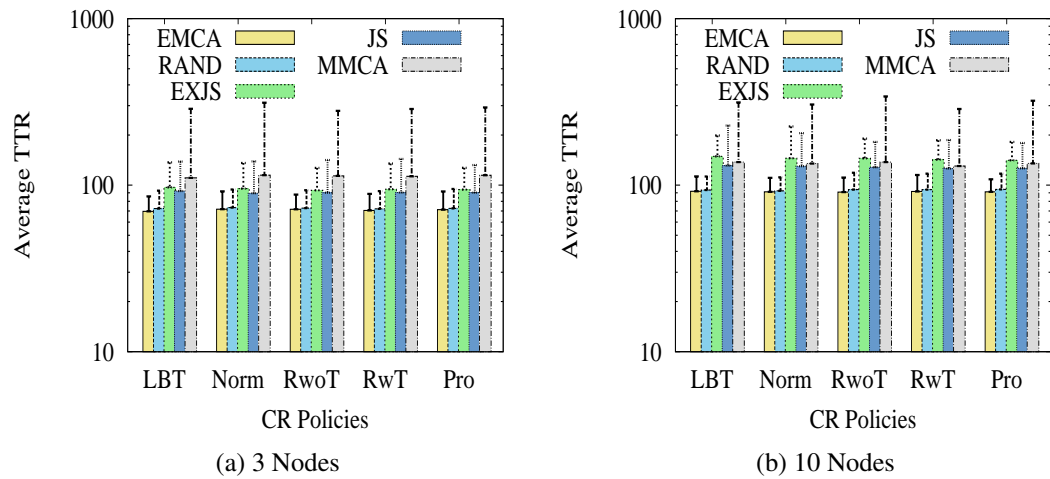 1000
100
10
Average TTR
EMCA
RAND
EXJS
JS
MMCA
LBT Norm RwoT RwT Pro
CR Policies
(a) 3 Nodes
1000
100
10
Average TTR
EMCA
RAND
EXJS
JS
MMCA
LBT Norm RwoT RwT Pro
CR Policies
(b) 10 Nodes